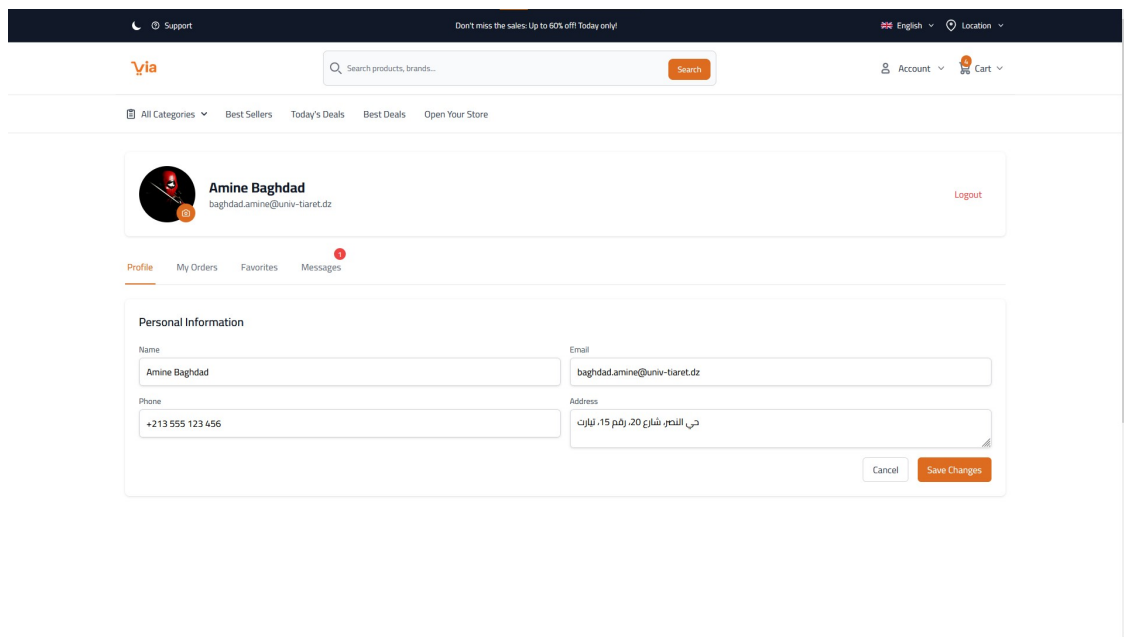 Support
Don't miss the sales: Up to 60% off! Today only!
English
Location
Via
Search products, brands...
Search
Account
4
Cart
All Categories
Best Sellers
Today's Deals
Best Deals
Open Your Store
Amine Baghdad
baghdad.amine@univ-tiaret.dz
Logout
Profile
My Orders
Favorites
Messages
1
Personal Information
Name
Email
Amine Baghdad
baghdad.amine@univ-tiaret.dz
Phone
Address
+213 555 123 456
حي النصر، شارع 20، رقم 15، تيارت
Cancel
Save Changes